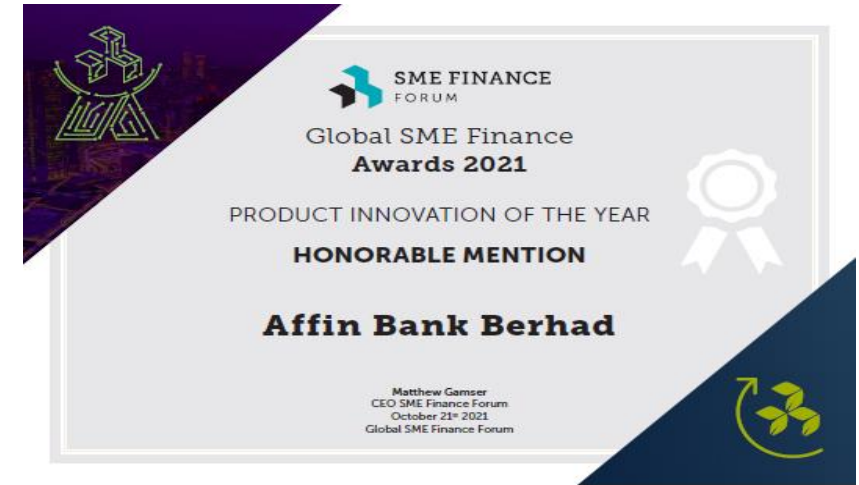 SME FINANCE
FORUM
Global SME Finance
Awards 2021
PRODUCT INNOVATION OF THE YEAR
HONORABLE MENTION
Affin Bank Berhad
Matthew Gamser
CEO SME Finance Forum
October 21st 2021
Global SME Finance Forum